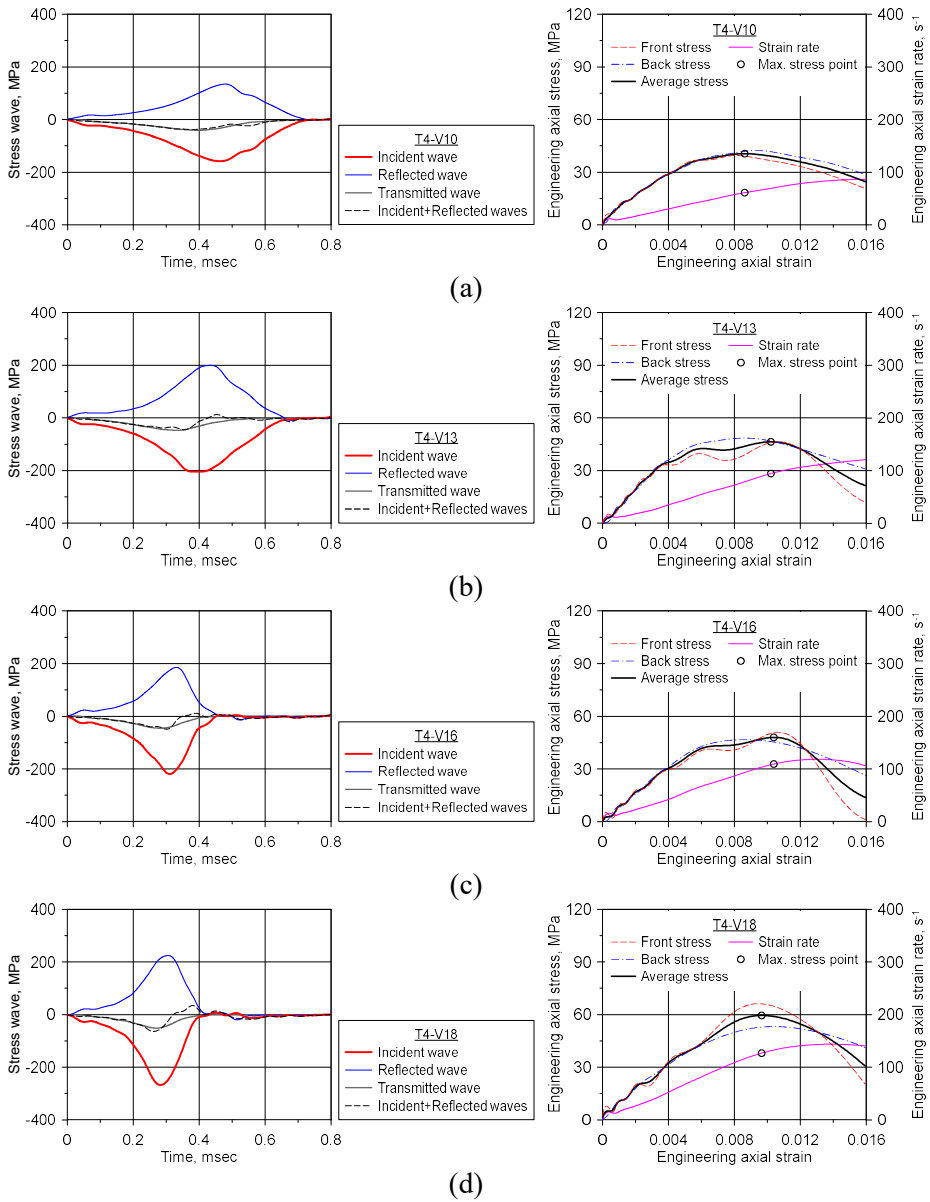 400
200
0
-200
-400
Stress wave, MPa
0 0.2 0.4 0.6 0.8
Time, msec
T4-V10
Incident wave
Reflected wave
Transmitted wave
Incident+Reflected waves
120
90
60
30
0
Engineering axial stress, MPa
T4-V10
Front stress Strain rate
Back stress Max. stress point
Average stress
400
300
200
100
0
Engineering axial strain rate, s-1
0 0.004 0.008 0.012 0.016
Engineering axial strain
(a)
400
200
0
-200
-400
Stress wave, MPa
0 0.2 0.4 0.6 0.8
Time, msec
T4-V13
Incident wave
Reflected wave
Transmitted wave
Incident+Reflected waves
120
90
60
30
0
Engineering axial stress, MPa
T4-V13
Front stress Strain rate
Back stress Max. stress point
Average stress
400
300
200
100
0
Engineering axial strain rate, s-1
0 0.004 0.008 0.012 0.016
Engineering axial strain
(b)
400
200
0
-200
-400
Stress wave, MPa
0 0.2 0.4 0.6 0.8
Time, msec
T4-V16
Incident wave
Reflected wave
Transmitted wave
Incident+Reflected waves
120
90
60
30
0
Engineering axial stress, MPa
T4-V16
Front stress Strain rate
Back stress Max. stress point
Average stress
400
300
200
100
0
Engineering axial strain rate, s-1
0 0.004 0.008 0.012 0.016
Engineering axial strain
(c)
400
200
0
-200
-400
Stress wave, MPa
0 0.2 0.4 0.6 0.8
Time, msec
T4-V18
Incident wave
Reflected wave
Transmitted wave
Incident+Reflected waves
120
90
60
30
0
Engineering axial stress, MPa
T4-V18
Front stress Strain rate
Back stress Max. stress point
Average stress
400
300
200
100
0
Engineering axial strain rate, s-1
0 0.004 0.008 0.012 0.016
Engineering axial strain
(d)